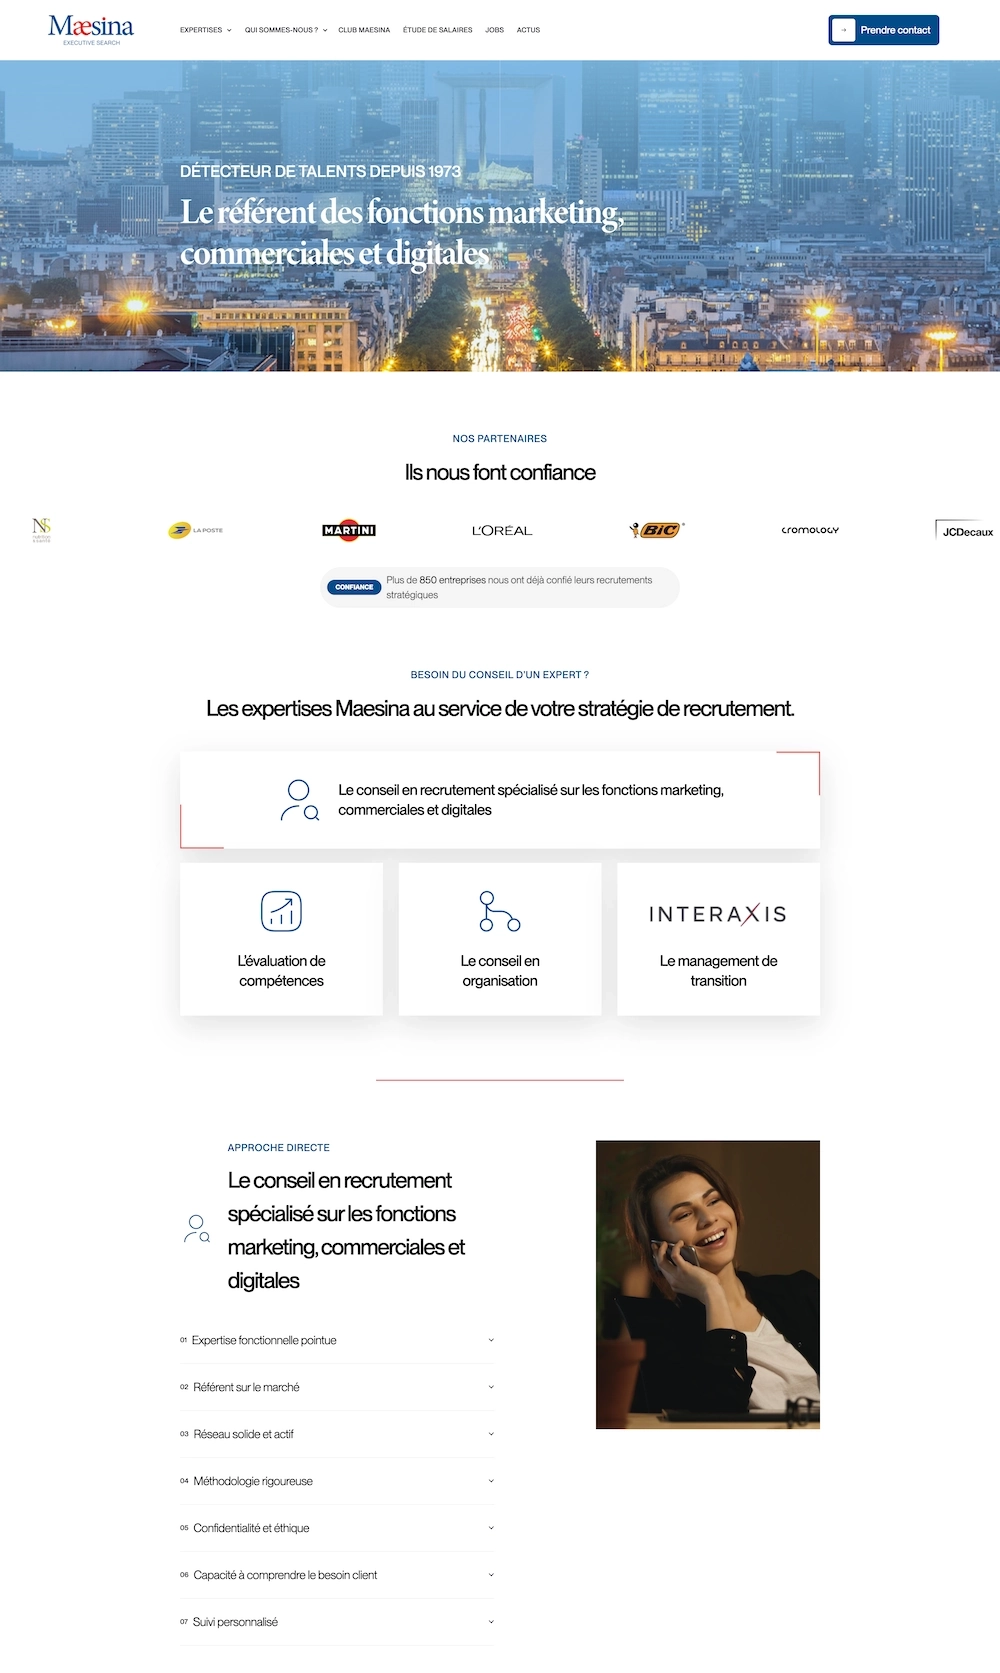 Mæsina
EXECUTIVE SEARCH
EXPERTISES
QUI SOMMES-NOUS ?
CLUB MAESINA
ÉTUDE DE SALAIRES
JOBS
ACTUS
Prendre contact
DÉTECTEUR DE TALENTS DEPUIS 1973
Le référent des fonctions marketing,
commerciales et digitales
NOS PARTENAIRES
Ils nous font confiance
NS
LA POSTE
MARTINI
L'ORÉAL
BIC
cromology
JCDecaux
CONFIANCE
Plus de 850 entreprises nous ont déjà confié leurs recrutements
stratégiques
BESOIN DU CONSEIL D'UN EXPERT ?
Les expertises Maesina au service de votre stratégie de recrutement.
Le conseil en recrutement spécialisé sur les fonctions marketing,
commerciales et digitales
L'évaluation de
compétences
Le conseil en
organisation
INTERAXIS
Le management de
transition
APPROCHE DIRECTE
Le conseil en recrutement
spécialisé sur les fonctions
marketing, commerciales et
digitales
01 Expertise fonctionnelle pointue
02 Référent sur le marché
03 Réseau solide et actif
04 Méthodologie rigoureuse
05 Confidentialité et éthique
06 Capacité à comprendre le besoin client
07 Suivi personnalisé